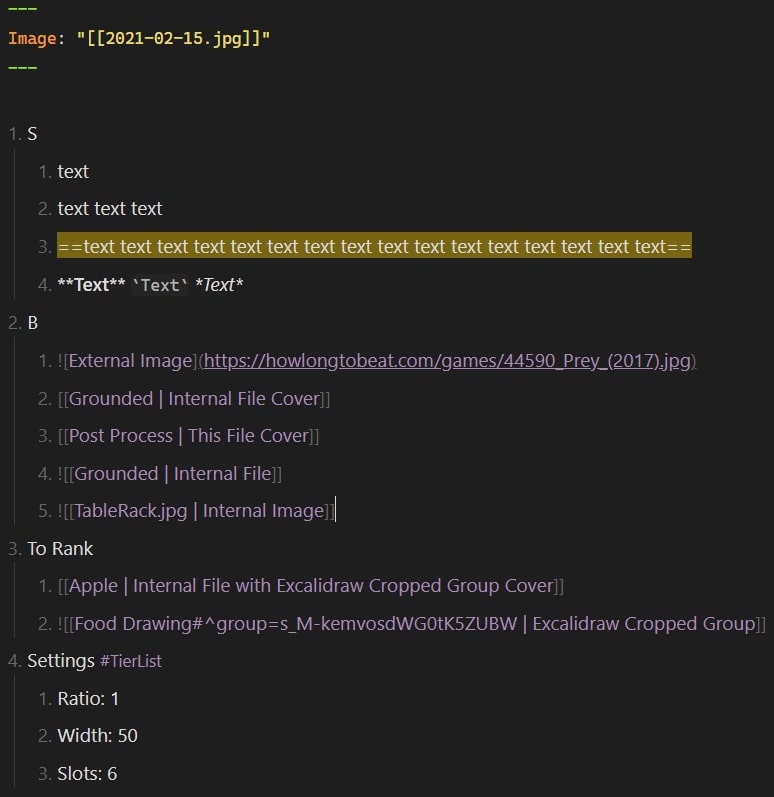 ---
Image: "[[2021-02-15.jpg]]"
---
1. S
1. text
2. text text text
3. ==text text text text text text text text text text text text text text text text==
4. **Text** `Text` *Text*
2. B
1. ![External Image](https://howlongtobeat.com/games/44590_Prey_(2017).jpg)
2. [[Grounded | Internal File Cover]]
3. [[Post Process | This File Cover]]
4. ![[Grounded | Internal File]]
5. ![[TableRack.jpg | Internal Image]]
3. To Rank
1. [[Apple | Internal File with Excalidraw Cropped Group Cover]]
2. ![[Food Drawing#^group=s_M-kemvosdWG0tK5ZUBW | Excalidraw Cropped Group]]
4. Settings #TierList
1. Ratio: 1
2. Width: 50
3. Slots: 6